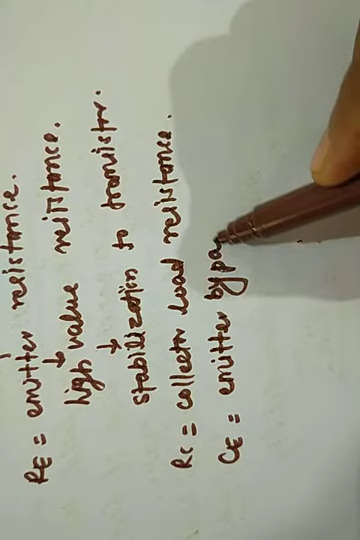 RE = emitter resistance.
↓
high value resistance.
↓
stabilization to transistor.
RC = collector load resistance.
CE = emitter bypa